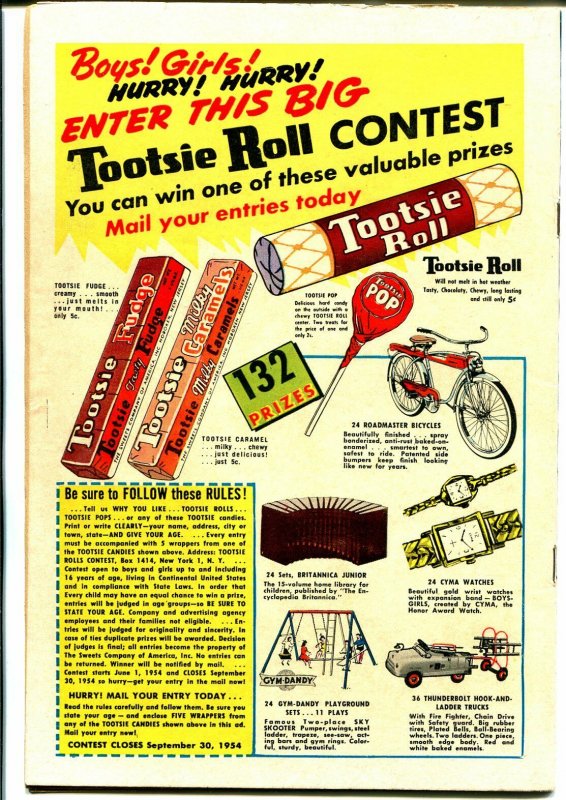 Boys! Girls!
HURRY! HURRY!
ENTER THIS BIG
Tootsie Roll CONTEST
You can win one of these valuable prizes
Mail your entries today
Tootsie
Roll
Tootsie Roll
Will not melt in hot weather
Tasty, Chocolaty, Chewy, long lasting
and still only 5¢
TOOTSIE FUDGE . . .
creamy . . . smooth
. . . just melts in
your mouth! . . .
only 5c.
Tootsie Fudge
Tootsie Tasty Fudge
Tootsie Milky Caramels
Tootsie Milky Caramels
TOOTSIE POP
Delicious hard candy
on the outside with a
chewy TOOTSIE ROLL
center. Two treats for
the price of one and
only 2c.
Tootsie
POP
132
PRIZES
TOOTSIE CARAMEL
. . . milky . . . chewy
. . . just delicious!
. . . just 5c.
24 ROADMASTER BICYCLES
Beautifully finished . . . spray
banderized, anti-rust baked-on-
enamel . . . smartest to own,
safest to ride. Patented side
bumpers keep finish looking
like new for years.
Be sure to FOLLOW these RULES!
. . . Tell us WHY YOU LIKE . . . TOOTSIE ROLLS . . .
TOOTSIE POPS . . . or any of these TOOTSIE candies.
Print or write CLEARLY—your name, address, city or
town, state—AND GIVE YOUR AGE. . . . Every entry
must be accompanied with 5 wrappers from one of
the TOOTSIE CANDIES shown above. Address: TOOTSIE
ROLLS CONTEST, Box 1414, New York 1, N. Y. . . .
Contest open to boys and girls up to and including
16 years of age, living in Continental United States
and in compliance with State Laws. In order that
Every child may have an equal chance to win a prize,
entries will be judged in age groups—so BE SURE TO
STATE YOUR AGE. Company and advertising agency
employees and their families not eligible. . . . En-
tries will be judged for originality and sincerity. In
case of ties duplicate prizes will be awarded. Decision
of judges is final; all entries become the property of
The Sweets Company of America, Inc. No entries can
be returned. Winner will be notified by mail. . . .
Contest starts June 1, 1954 and CLOSES September
30, 1954 so hurry—get your entry in the mail now!
HURRY! MAIL YOUR ENTRY TODAY . . .
Read the rules carefully and follow them. Be sure you
state your age — and enclose FIVE WRAPPERS from
any of the TOOTSIE CANDIES shown above in this ad.
Mail your entry now!
CONTEST CLOSES September 30, 1954
24 Sets, BRITANNICA JUNIOR
The 15-volume home library for
children, published by "The En-
cyclopedia Britannica."
24 CYMA WATCHES
Beautiful gold wrist watches
with expansion band — BOYS-
GIRLS, created by CYMA, the
Honor Award Watch.
GYM-DANDY
24 GYM-DANDY PLAYGROUND
SETS . . . 11 PLAYS
Famous Two-place SKY
SKOOTER Pumper, swings, steel
ladder, trapeze, see-saw, act-
ing bars and gym rings. Color-
ful, sturdy, beautiful.
36 THUNDERBOLT HOOK-AND-
LADDER TRUCKS
With Fire Fighter, Chain Drive
with Safety guard. Big rubber
tires, Plated Bells, Ball-Bearing
wheels. Two ladders. One piece,
smooth edge body. Red and
white baked enamels.